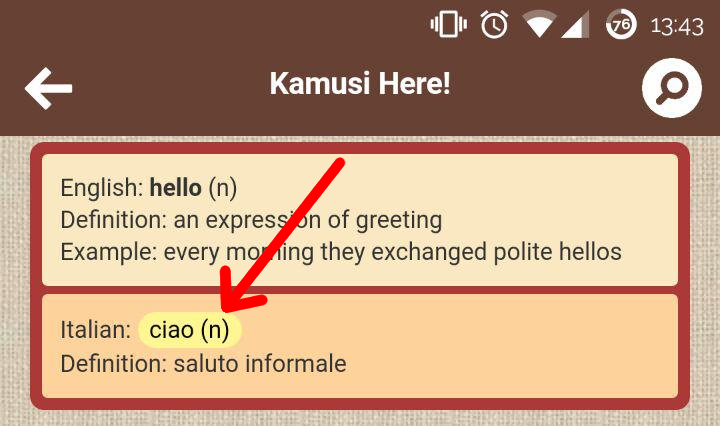 76 13:43
Kamusi Here!
English: hello (n)
Definition: an expression of greeting
Example: every morning they exchanged polite hellos
Italian: ciao (n)
Definition: saluto informale